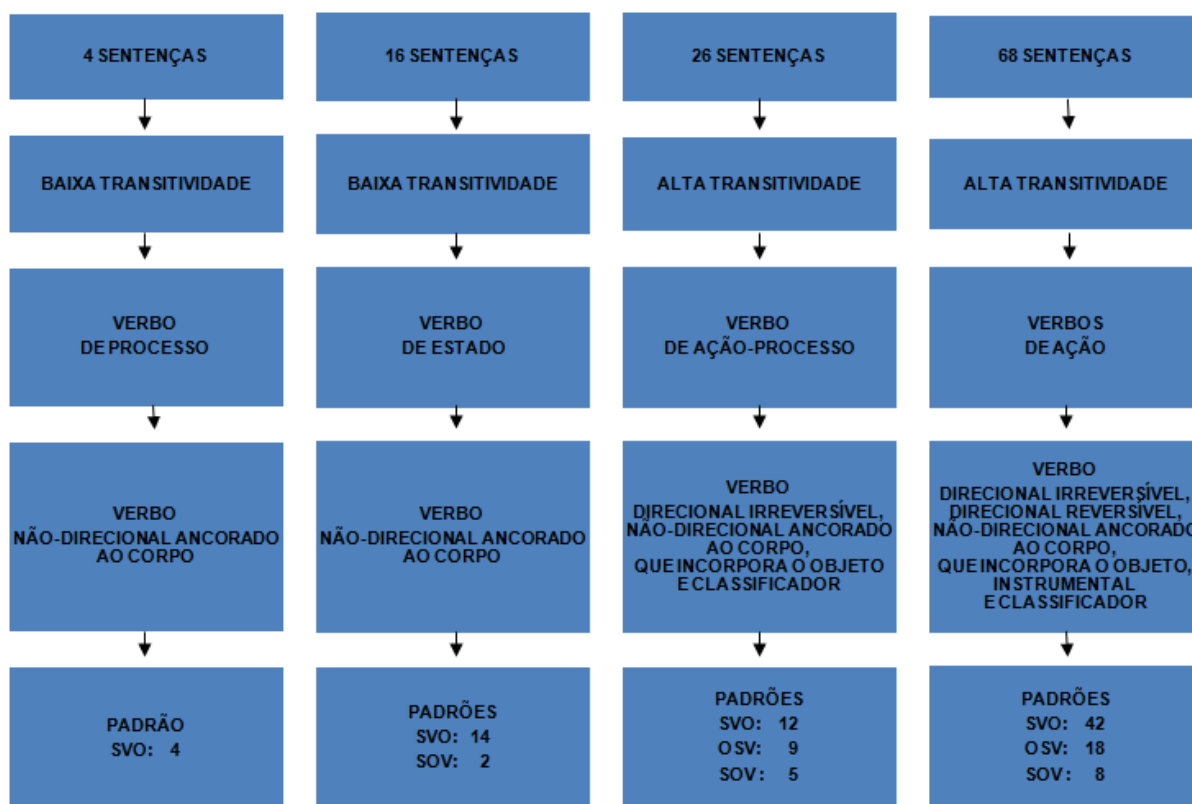 4 SENTENÇAS
16 SENTENÇAS
26 SENTENÇAS
68 SENTENÇAS
BAIXA TRANSITIVIDADE
BAIXA TRANSITIVIDADE
ALTA TRANSITIVIDADE
ALTA TRANSITIVIDADE
VERBO
DE PROCESSO
VERBO
DE ESTADO
VERBO
DE AÇÃO-PROCESSO
VERBOS
DE AÇÃO
VERBO
NÃO-DIRECIONAL ANCORADO
AO CORPO
VERBO
NÃO-DIRECIONAL ANCORADO
AO CORPO
VERBO
DIRECIONAL IRREVERSÍVEL,
NÃO-DIRECIONAL ANCORADO
AO CORPO,
QUE INCORPORA O OBJETO
E CLASSIFICADOR
VERBO
DIRECIONAL IRREVERSÍVEL,
DIRECIONAL REVERSÍVEL,
NÃO-DIRECIONAL ANCORADO
AO CORPO,
QUE INCORPORA O OBJETO,
INSTRUMENTAL
E CLASSIFICADOR
PADRÃO
SVO: 4
PADRÕES
SVO: 14
SOV: 2
PADRÕES
SVO: 12
OSV: 9
SOV: 5
PADRÕES
SVO: 42
OSV: 18
SOV: 8